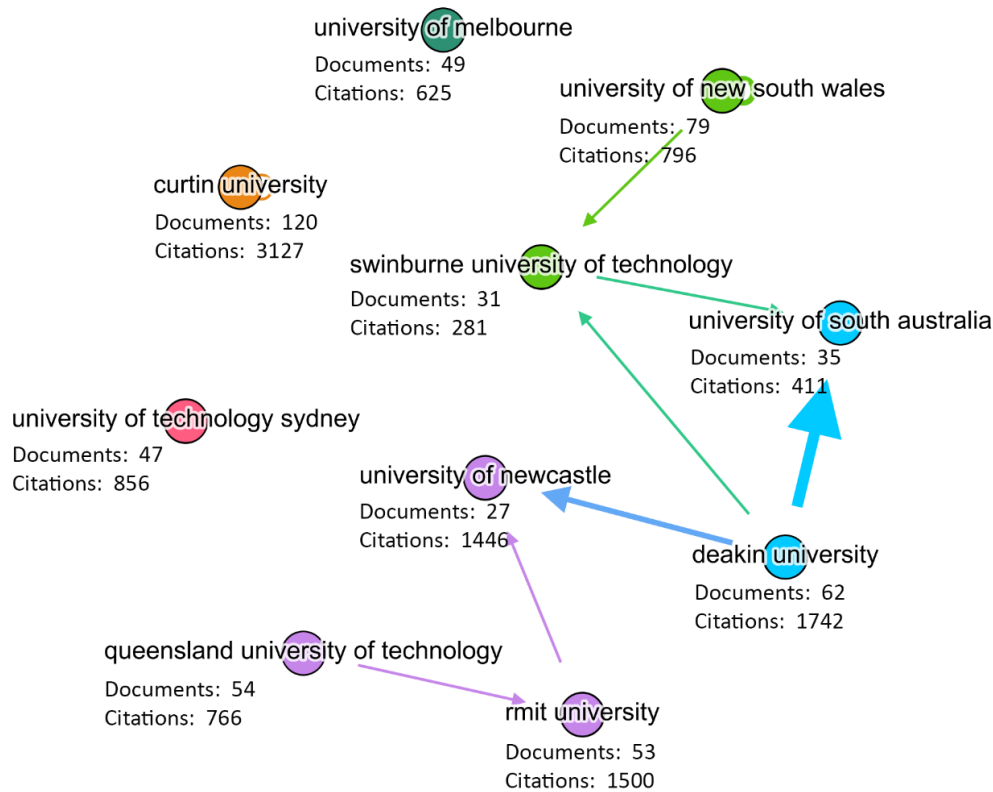 university of melbourne
Documents: 49
Citations: 625
university of new south wales
Documents: 79
Citations: 796
curtin university
Documents: 120
Citations: 3127
swinburne university of technology
Documents: 31
Citations: 281
university of south australia
Documents: 35
Citations: 411
university of technology sydney
Documents: 47
Citations: 856
university of newcastle
Documents: 27
Citations: 1446
deakin university
Documents: 62
Citations: 1742
queensland university of technology
Documents: 54
Citations: 766
rmit university
Documents: 53
Citations: 1500